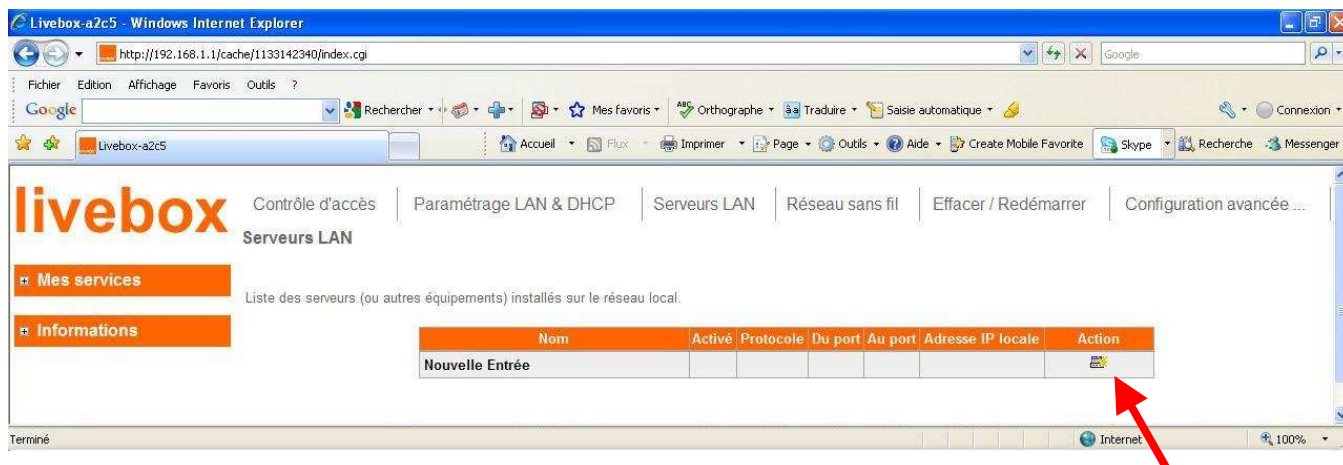 Livebox-a2c5 - Windows Internet Explorer
http://192.168.1.1/cache/1133142340/index.cgi
Google
Fichier Edition Affichage Favoris Outils ?
Google Rechercher Mes favoris Orthographe Traduire Saisie automatique Connexion
Livebox-a2c5 Accueil Flux Imprimer Page Outils Aide Create Mobile Favorite Skype Recherche Messenger
livebox Contrôle d'accès Paramétrage LAN & DHCP Serveurs LAN Réseau sans fil Effacer / Redémarrer Configuration avancée ...
Serveurs LAN
Mes services
Liste des serveurs (ou autres équipements) installés sur le réseau local.
Informations
Nom Activé Protocole Du port Au port Adresse IP locale Action
Nouvelle Entrée
Terminé Internet 100%